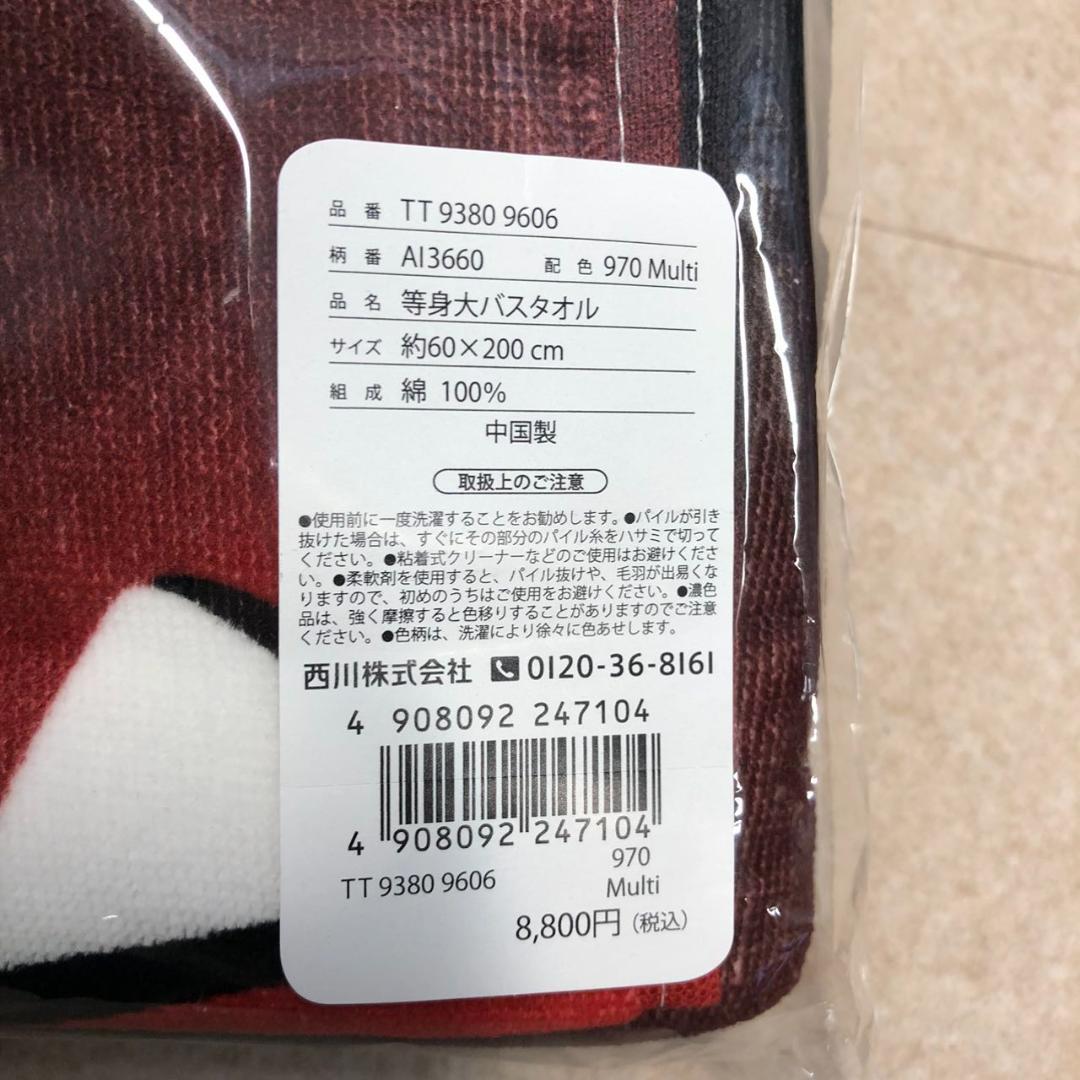 品番 TT 9380 9606
柄番 AI3660 配色 970 Multi
品名 等身大バスタオル
サイズ 約60×200 cm
組成 綿 100%
中国製
取扱上のご注意
●使用前に一度洗濯することをお勧めします。●パイルが引き
抜けた場合は、すぐにその部分のパイル糸をハサミで切って
ください。●粘着式クリーナーなどのご使用はお避けくださ
い。●柔軟剤を使用すると、パイル抜けや、毛羽が出易くな
りますので、初めのうちはご使用をお避けください。●濃色
品は、強く摩擦すると色移りすることがありますのでご注意
ください。●色柄は、洗濯により徐々に色あせします。
西川株式会社 0120-36-8161
4 908092 247104
4 908092 247104
TT 9380 9606 970
Multi
8,800円(税込)